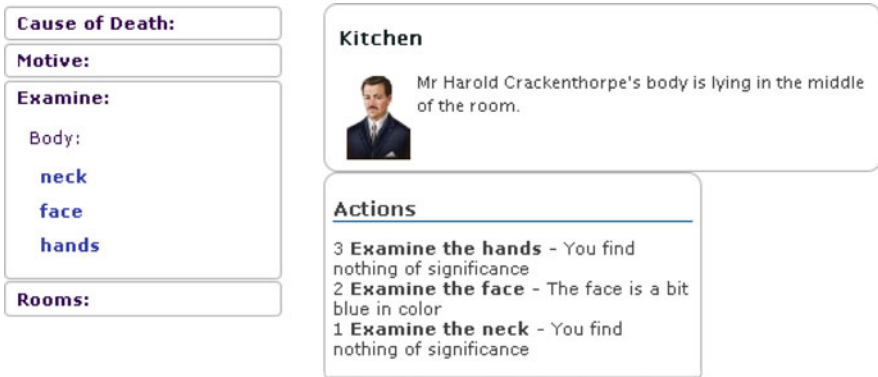 Cause of Death:
Motive:
Examine:
Body:
neck
face
hands
Rooms:
Kitchen
Mr Harold Crackenthorpe's body is lying in the middle
of the room.
Actions
3 Examine the hands - You find
nothing of significance
2 Examine the face - The face is a bit
blue in color
1 Examine the neck - You find
nothing of significance